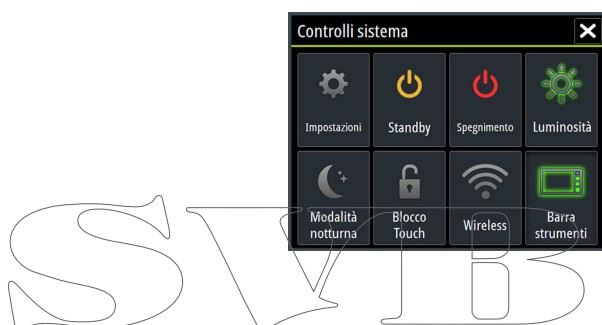 Controlli sistema
Impostazioni
Standby
Spegnimento
Luminosità
Modalità
notturna
Blocco
Touch
Wireless
Barra
strumenti
SVB